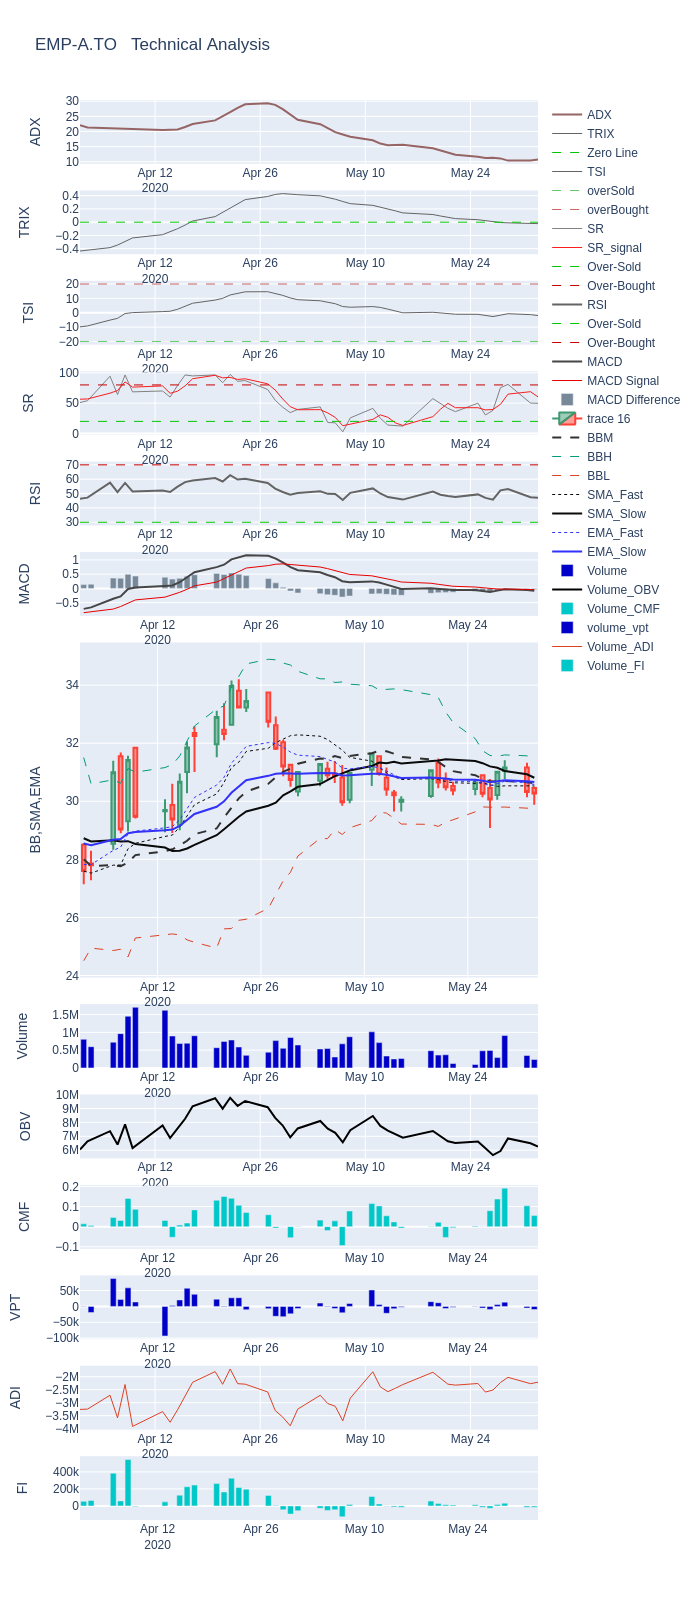 EMP-A.TO   Technical Analysis
ADX
30
25
20
15
10
Apr 12
2020
Apr 26
May 10
May 24
TRIX
0.4
0.2
0
−0.2
−0.4
Apr 12
2020
Apr 26
May 10
May 24
TSI
20
10
0
−10
−20
Apr 12
2020
Apr 26
May 10
May 24
SR
100
50
0
Apr 12
2020
Apr 26
May 10
May 24
RSI
70
60
50
40
30
Apr 12
2020
Apr 26
May 10
May 24
MACD
1
0.5
0
−0.5
Apr 12
2020
Apr 26
May 10
May 24
BB,SMA,EMA
34
32
30
28
26
24
Apr 12
2020
Apr 26
May 10
May 24
Volume
1.5M
1M
0.5M
0
Apr 12
2020
Apr 26
May 10
May 24
OBV
10M
9M
8M
7M
6M
Apr 12
2020
Apr 26
May 10
May 24
CMF
0.2
0.1
0
−0.1
Apr 12
2020
Apr 26
May 10
May 24
VPT
50k
0
−50k
−100k
Apr 12
2020
Apr 26
May 10
May 24
ADI
−2M
−2.5M
−3M
−3.5M
−4M
Apr 12
2020
Apr 26
May 10
May 24
FI
400k
200k
0
Apr 12
2020
Apr 26
May 10
May 24
ADX
TRIX
Zero Line
TSI
overSold
overBought
SR
SR_signal
Over-Sold
Over-Bought
RSI
Over-Sold
Over-Bought
MACD
MACD Signal
MACD Difference
trace 16
BBM
BBH
BBL
SMA_Fast
SMA_Slow
EMA_Fast
EMA_Slow
Volume
Volume_OBV
Volume_CMF
volume_vpt
Volume_ADI
Volume_FI